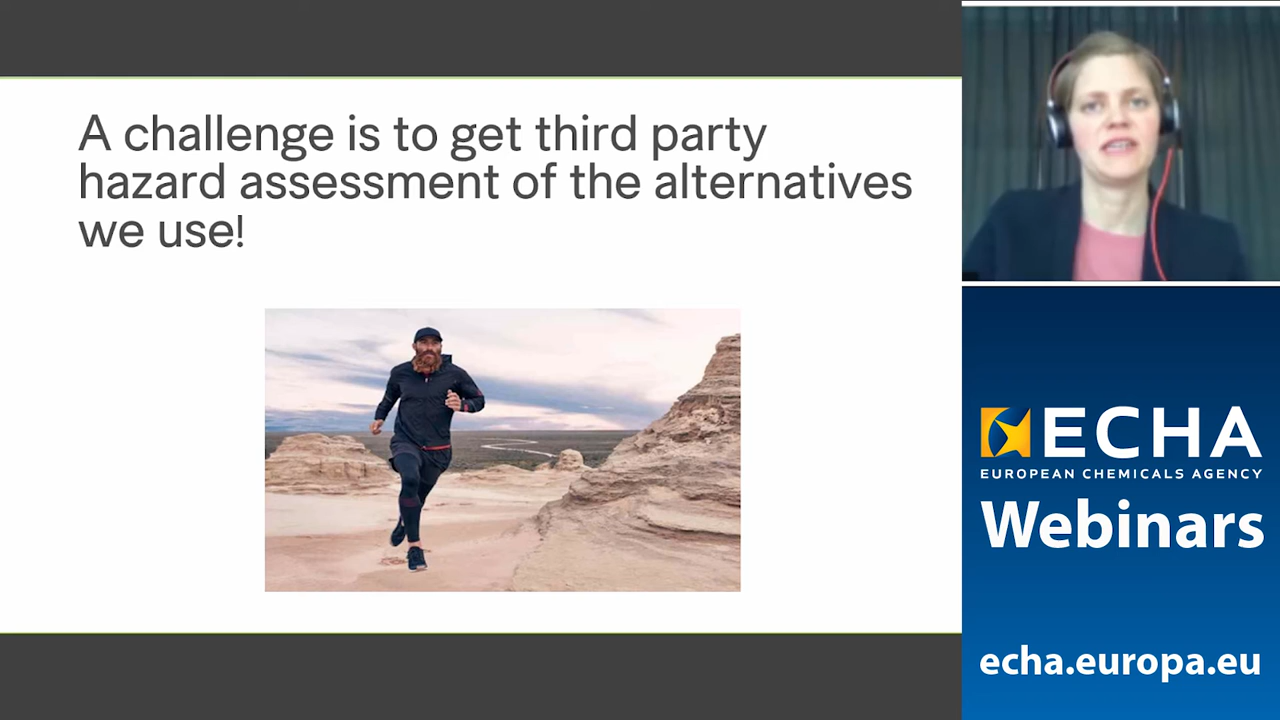 A challenge is to get third party
hazard assessment of the alternatives
we use!
ECHA
EUROPEAN CHEMICALS AGENCY
Webinars
echa.europa.eu